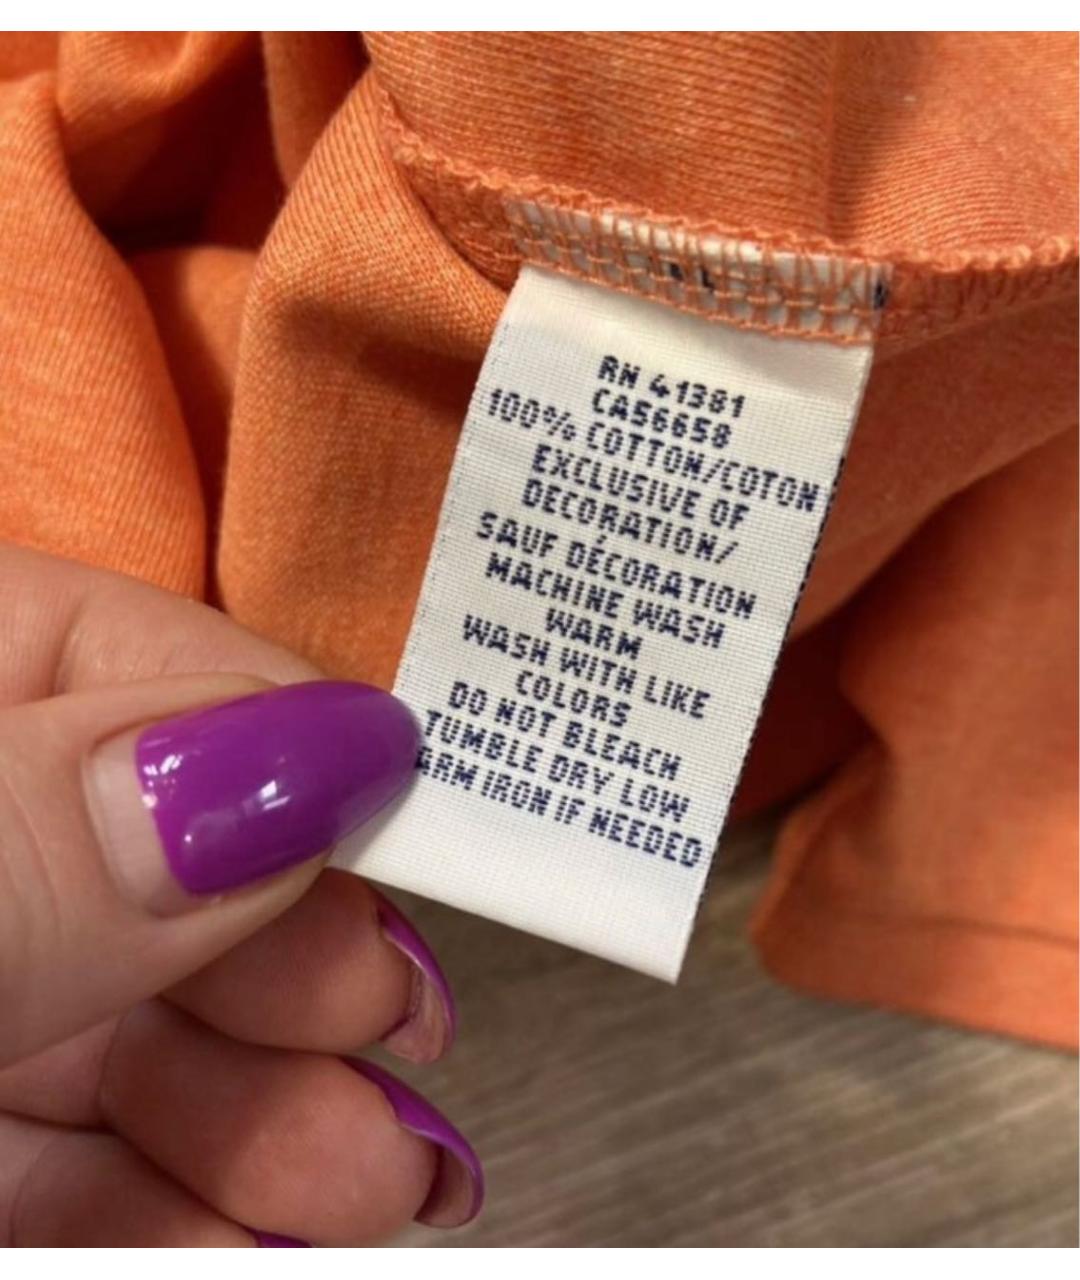 RN 41381
CA56658
100% COTTON/COTON
EXCLUSIVE OF
DECORATION/
SAUF DÉCORATION
MACHINE WASH
WARM
WASH WITH LIKE
COLORS
DO NOT BLEACH
TUMBLE DRY LOW
ARM IRON IF NEEDED